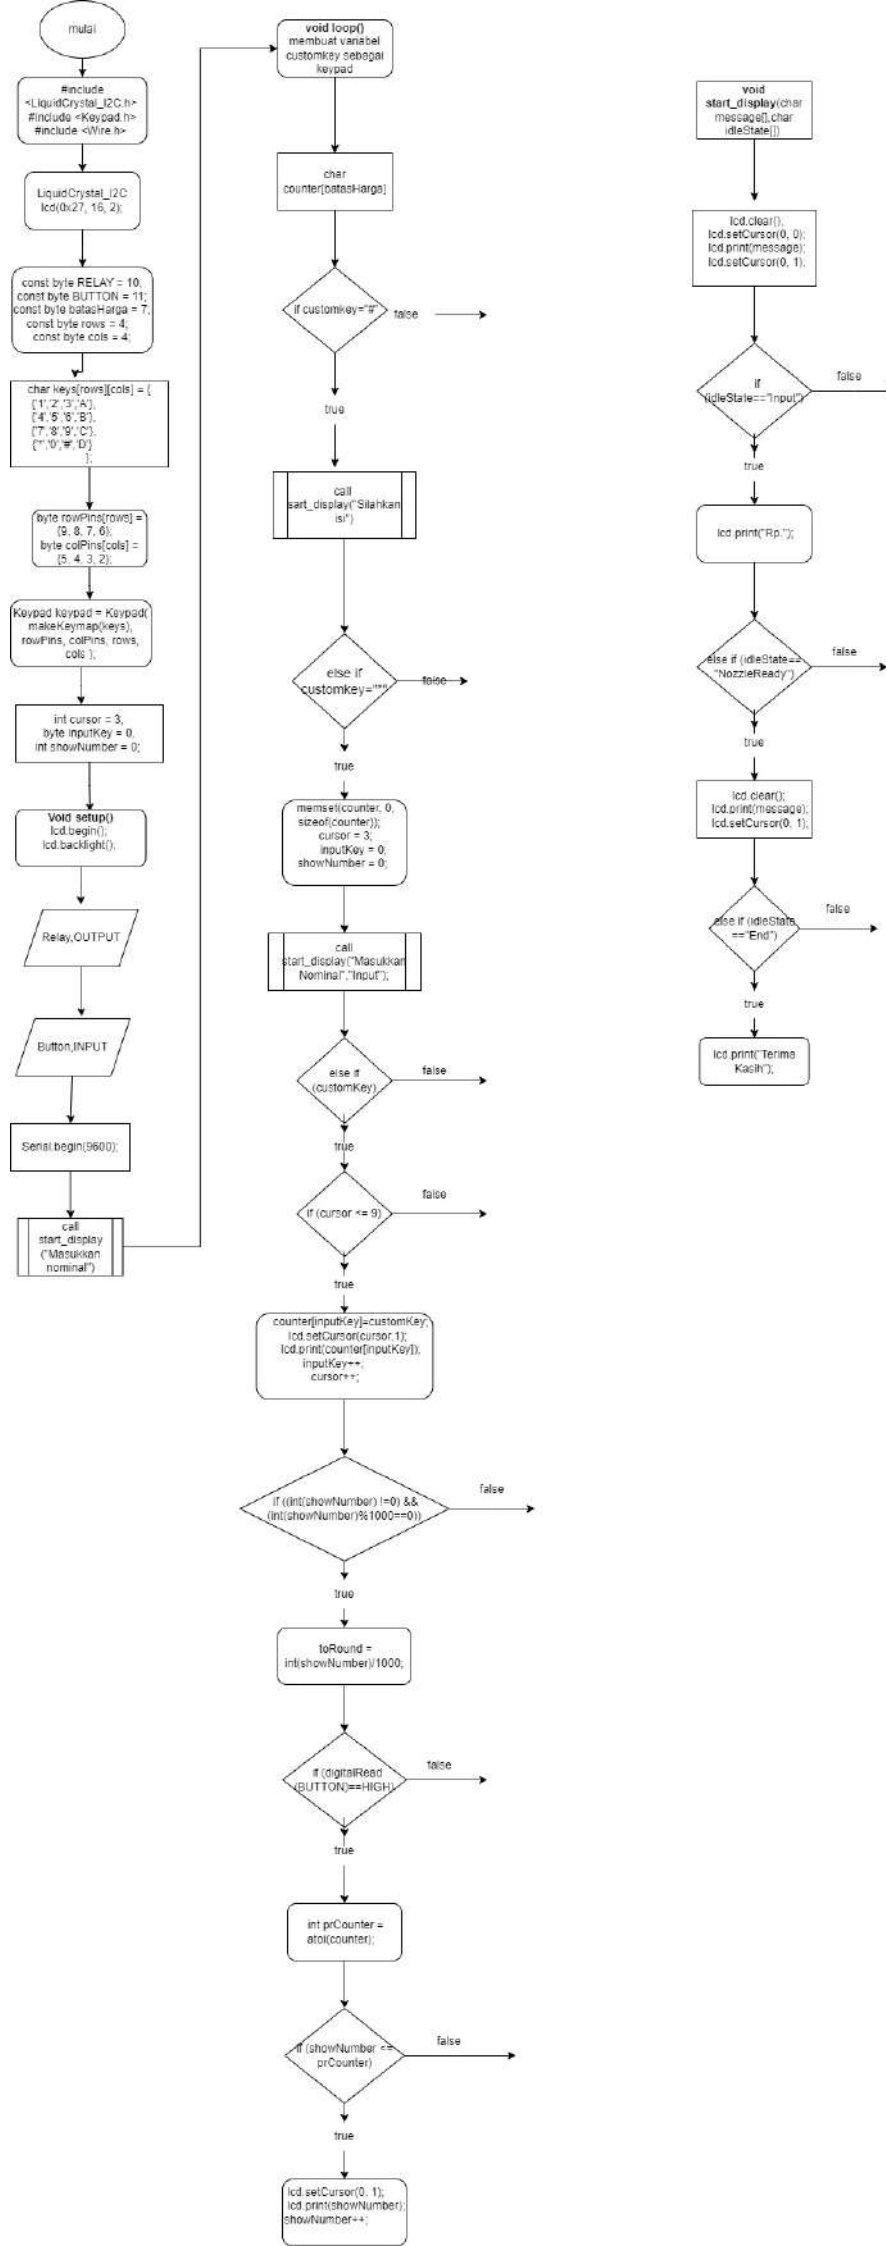 mulai
#include
<LiquidCrystal_I2C.h>
#include <Keypad.h>
#include <Wire.h>
LiquidCrystal_I2C
lcd(0x27, 16, 2);
const byte RELAY = 10;
const byte BUTTON = 11;
const byte batasHarga = 7;
const byte rows = 4;
const byte cols = 4;
char keys[rows][cols] = {
{'1','2','3','A'},
{'4','5','6','B'},
{'7','8','9','C'},
{'*','0','#','D'}
};
byte rowPins[rows] =
{9, 8, 7, 6};
byte colPins[cols] =
{5, 4, 3, 2};
Keypad keypad = Keypad(
makeKeymap(keys),
rowPins, colPins, rows,
cols );
int cursor = 3,
byte inputKey = 0,
int showNumber = 0;
Void setup()
lcd.begin();
lcd.backlight();
Relay,OUTPUT
Button,INPUT
Serial.begin(9600);
call
start_display
("Masukkan
nominal")
void loop()
membuat variabel
customkey sebagai
keypad
char
counter[batasHarga]
if customkey="#"
false
true
call
sart_display("Silahkan
isi")
else if
customkey="*"
false
true
memset(counter, 0,
sizeof(counter));
cursor = 3;
inputKey = 0;
showNumber = 0;
call
start_display("Masukkan
Nominal","Input");
else if
(customKey)
false
true
if (cursor <= 9)
false
true
counter[inputKey]=customKey;
lcd.setCursor(cursor,1);
lcd.print(counter[inputKey]);
inputKey++;
cursor++;
if ((int(showNumber) !=0) &&
(int(showNumber)%1000==0))
false
true
toRound =
int(showNumber)/1000;
if (digitalRead
(BUTTON)==HIGH)
false
true
int prCounter =
atoi(counter);
if (showNumber <=
prCounter)
false
true
lcd.setCursor(0, 1);
lcd.print(showNumber);
showNumber++;
void
start_display(char
message[],char
idleState[])
lcd.clear();
lcd.setCursor(0, 0);
lcd.print(message);
lcd.setCursor(0, 1);
if
(idleState=="Input")
false
true
lcd.print("Rp.");
else if (idleState==
"NozzleReady")
false
true
lcd.clear();
lcd.print(message);
lcd.setCursor(0, 1);
else if (idleState
=="End")
false
true
lcd.print("Terima
Kasih");